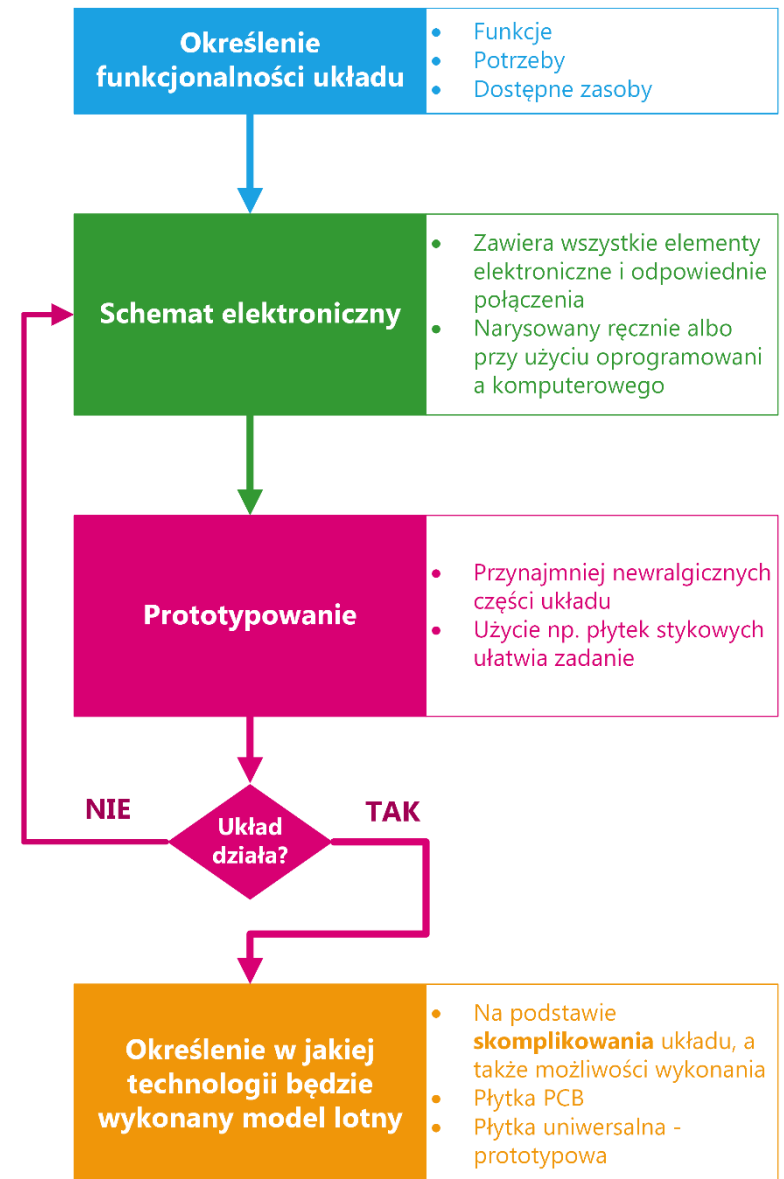 Określenie
funkcjonalności układu
• Funkcje
• Potrzeby
• Dostępne zasoby
Schemat elektroniczny
• Zawiera wszystkie elementy
elektroniczne i odpowiednie
połączenia
• Narysowany ręcznie albo
przy użyciu oprogramowani
a komputerowego
Prototypowanie
• Przynajmniej newralgicznych
części układu
• Użycie np. płytek stykowych
ułatwia zadanie
NIE
Układ
działa?
TAK
Określenie w jakiej
technologii będzie
wykonany model lotny
• Na podstawie
skomplikowania układu, a
także możliwości wykonania
• Płytka PCB
• Płytka uniwersalna -
prototypowa